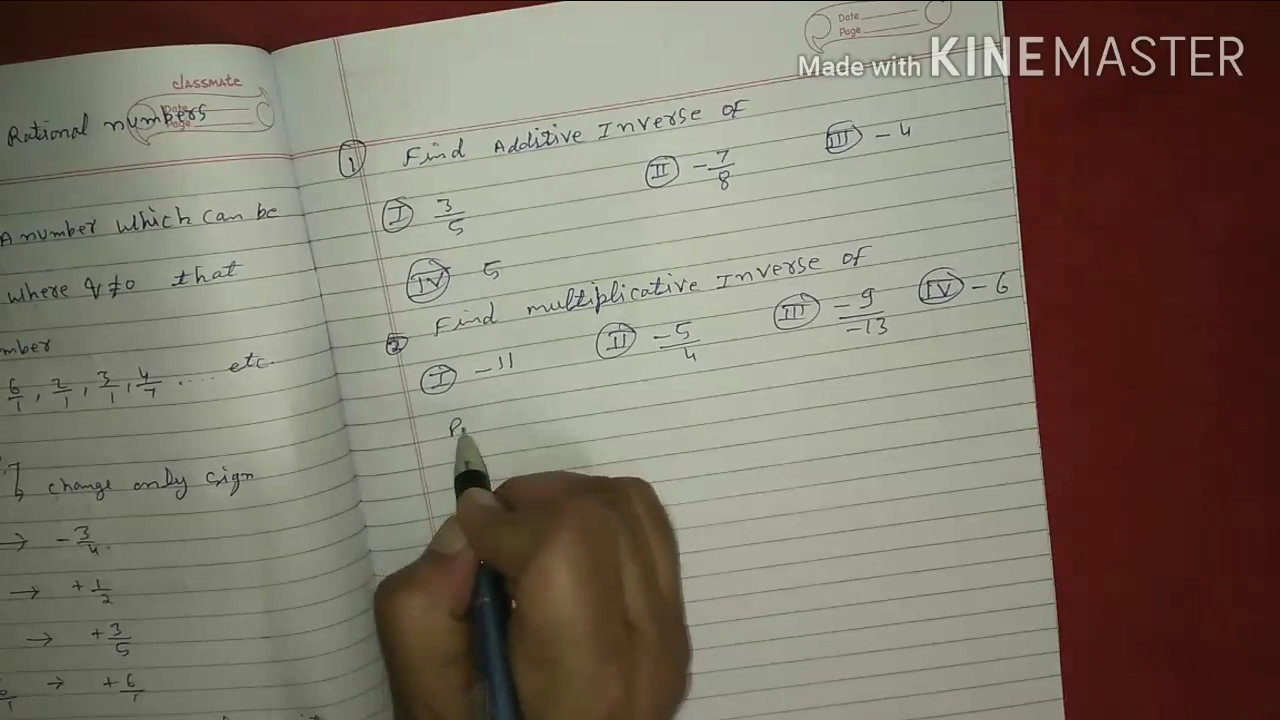 Made with KINEMASTER
Date
Page
classmate
Date
Page
Rational numbers
A number which can be
where q ≠ 0 that
mber
6/1, 2/1, 3/1, 4/7 .... etc.
change only sign
→ -3/4.
→ +1/2
→ +3/5
→ +6/1
① Find Additive Inverse of
Ⓘ 3/5 Ⅱ -7/8 Ⅲ -4
Ⅳ 5
② Find multiplicative Inverse of
Ⓘ -11 Ⅱ -5/4 Ⅲ -9/-13 Ⅳ -6
P